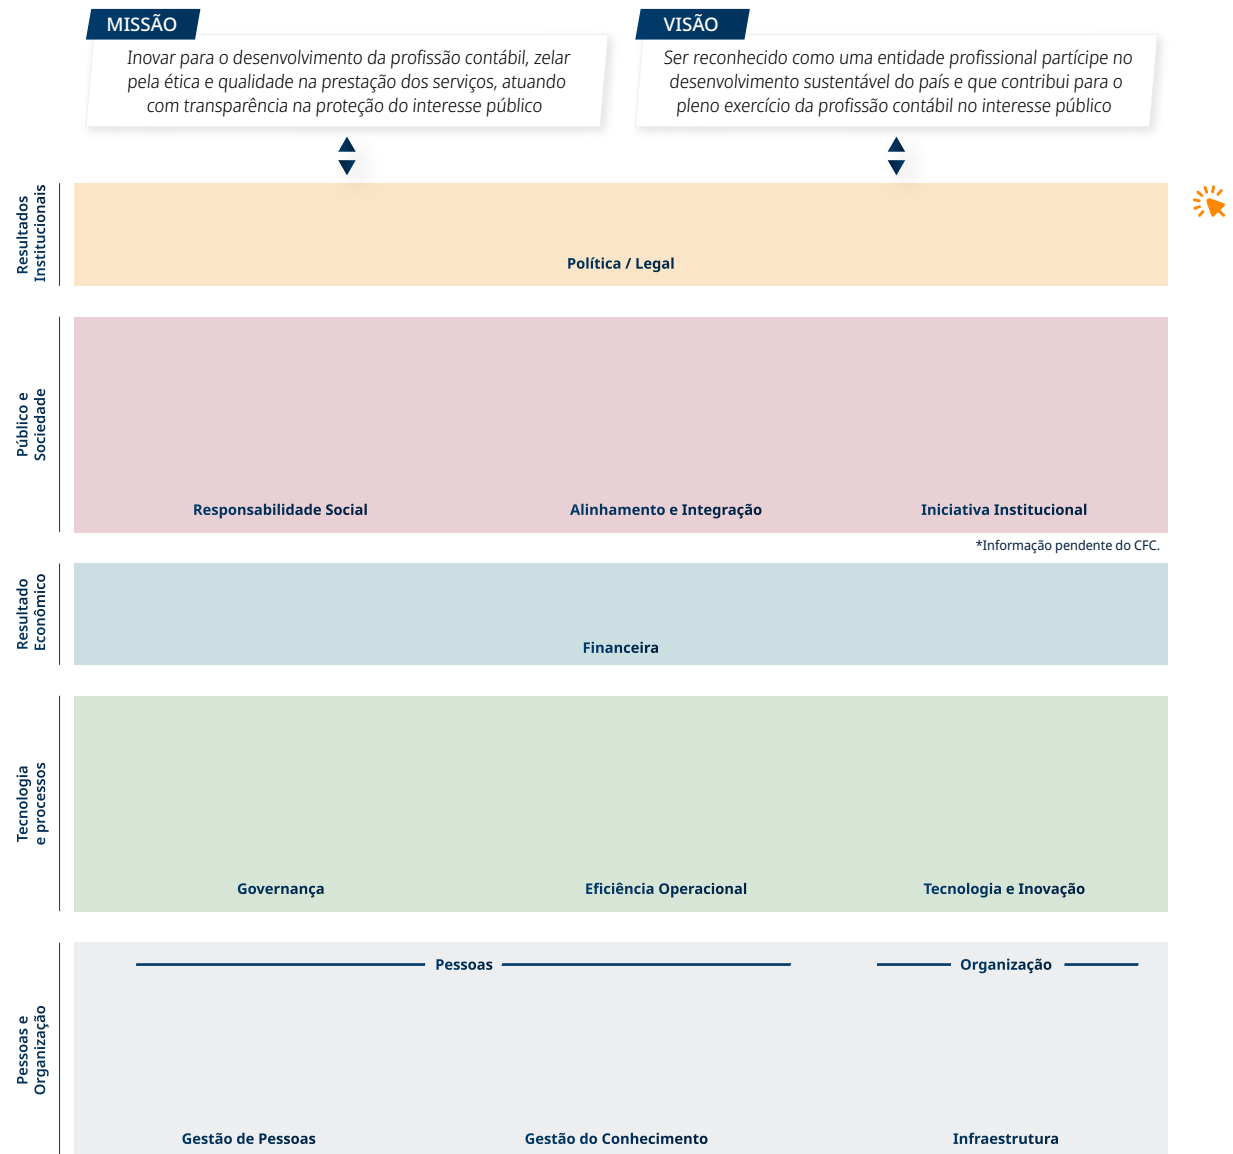 MISSÃO
Inovar para o desenvolvimento da profissão contábil, zelar
pela ética e qualidade na prestação dos serviços, atuando
com transparência na proteção do interesse público
VISÃO
Ser reconhecido como uma entidade profissional partícipe no
desenvolvimento sustentável do país e que contribui para o
pleno exercício da profissão contábil no interesse público
Resultados
Institucionais
Política / Legal
Público e
Sociedade
Responsabilidade Social
Alinhamento e Integração
Iniciativa Institucional
*Informação pendente do CFC.
Resultado
Econômico
Financeira
Tecnologia
e processos
Governança
Eficiência Operacional
Tecnologia e Inovação
Pessoas e
Organização
Pessoas
Organização
Gestão de Pessoas
Gestão do Conhecimento
Infraestrutura